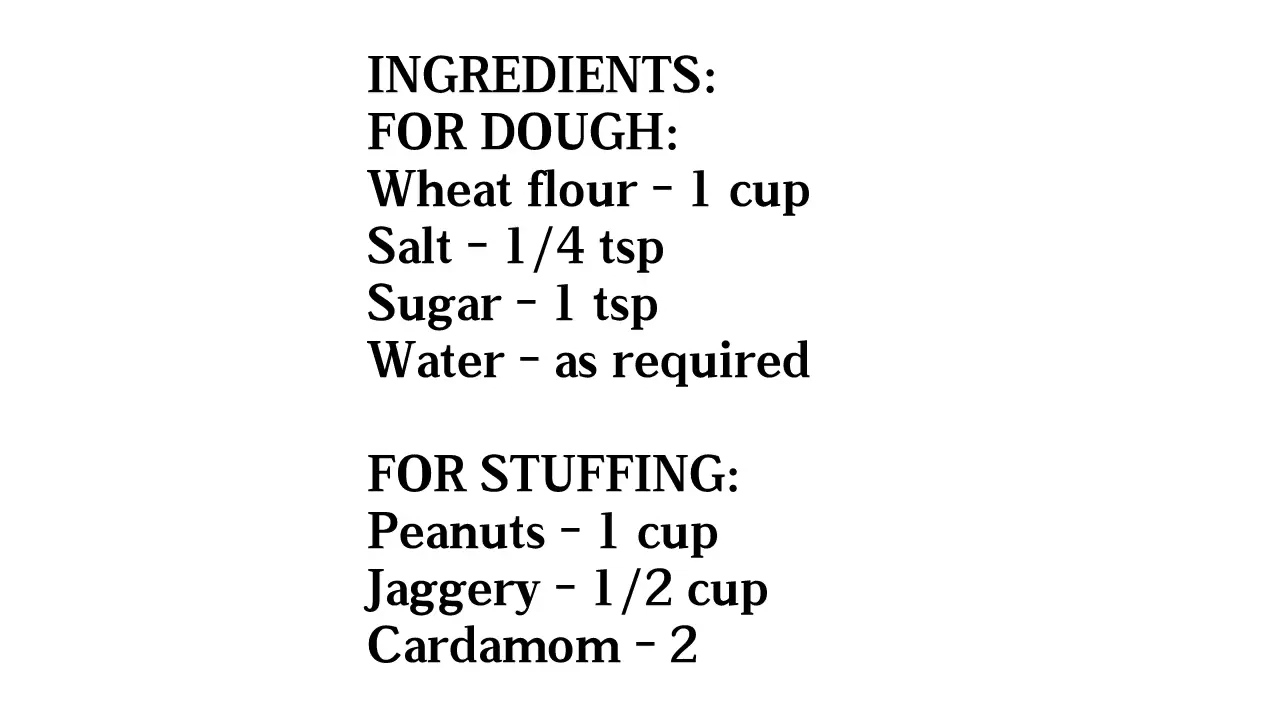 INGREDIENTS:
FOR DOUGH:
Wheat flour - 1 cup
Salt - 1/4 tsp
Sugar - 1 tsp
Water - as required
FOR STUFFING:
Peanuts - 1 cup
Jaggery - 1/2 cup
Cardamom - 2